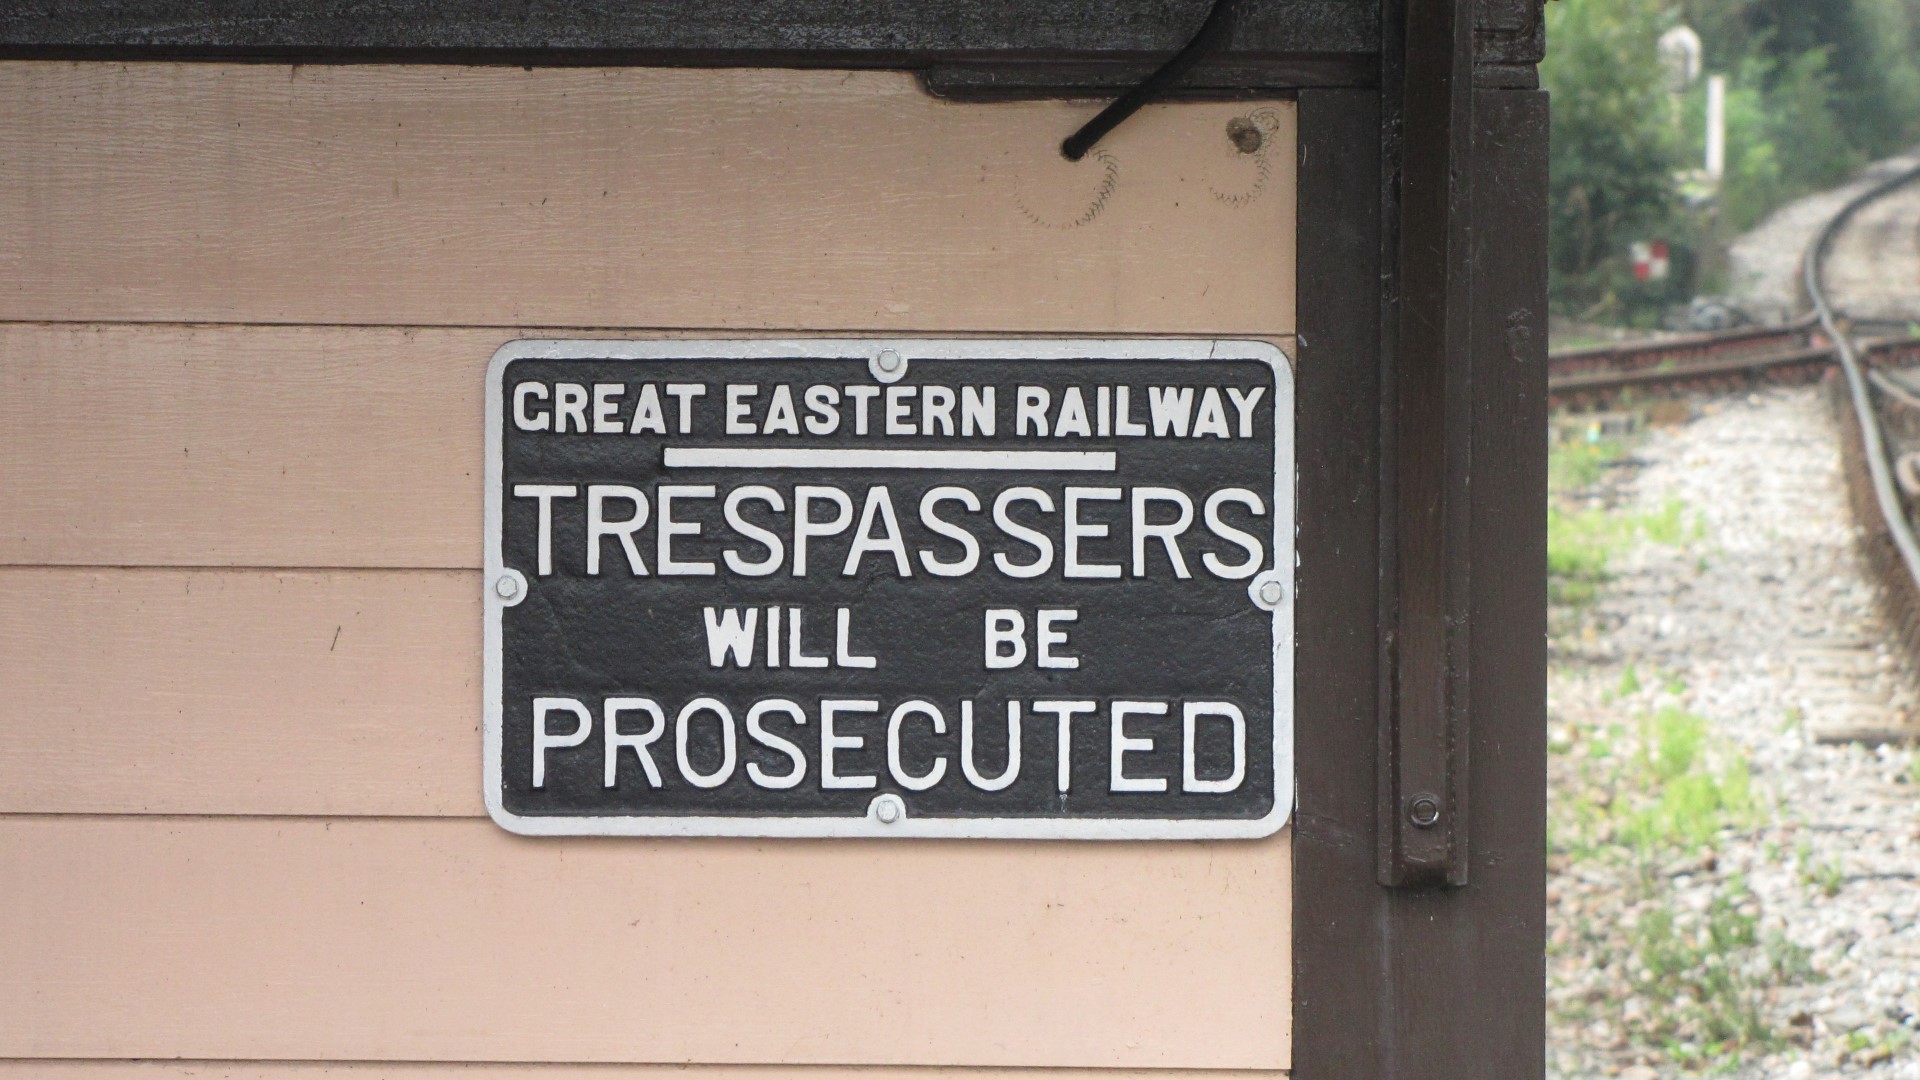 GREAT EASTERN RAILWAY
TRESPASSERS
WILL BE
PROSECUTED